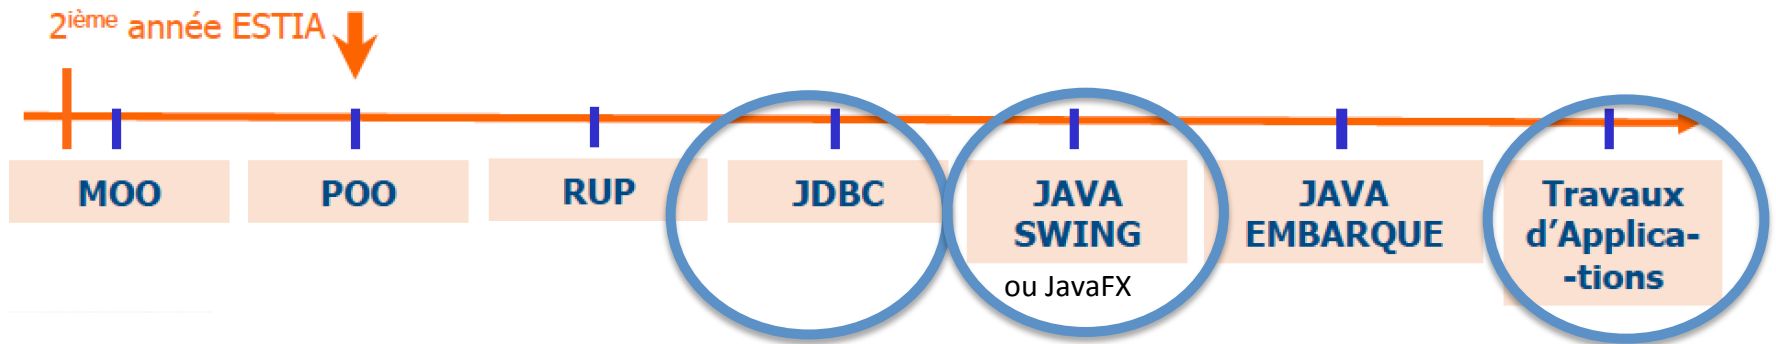 2ième année ESTIA
MOO
POO
RUP
JDBC
JAVA
SWING
ou JavaFX
JAVA
EMBARQUE
Travaux
d’Applica-
-tions